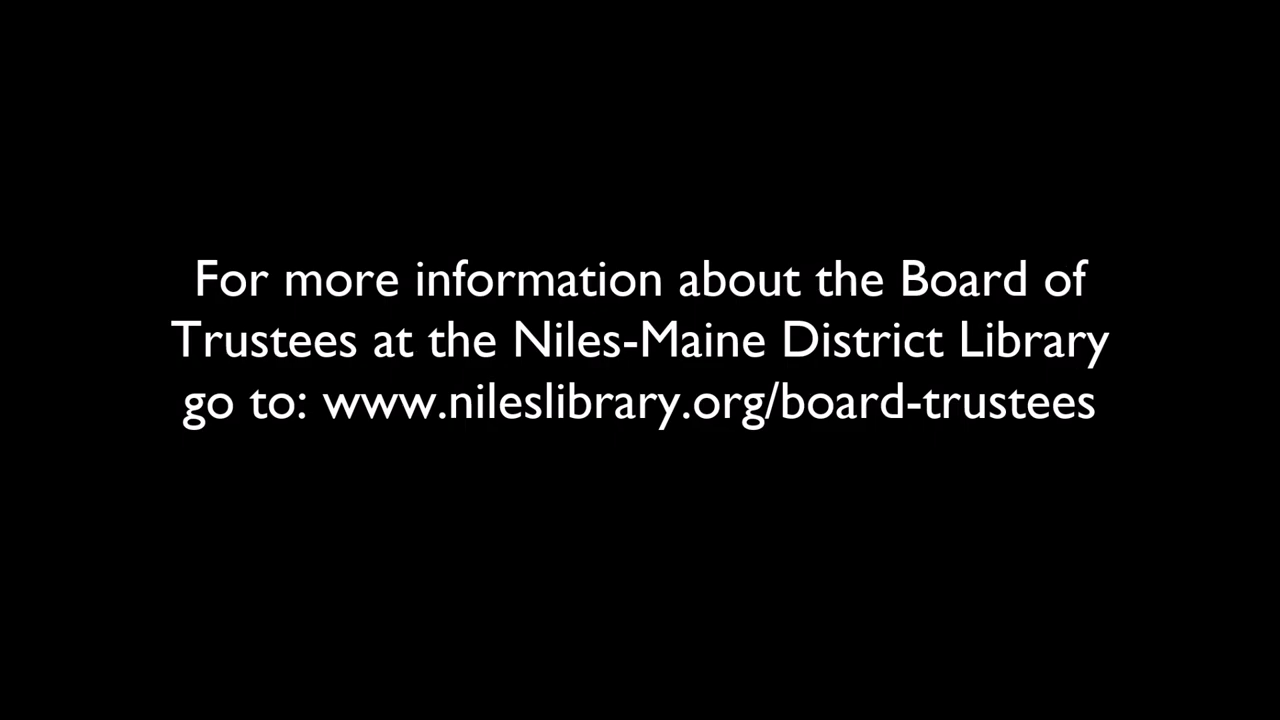 For more information about the Board of
Trustees at the Niles-Maine District Library
go to: www.nileslibrary.org/board-trustees